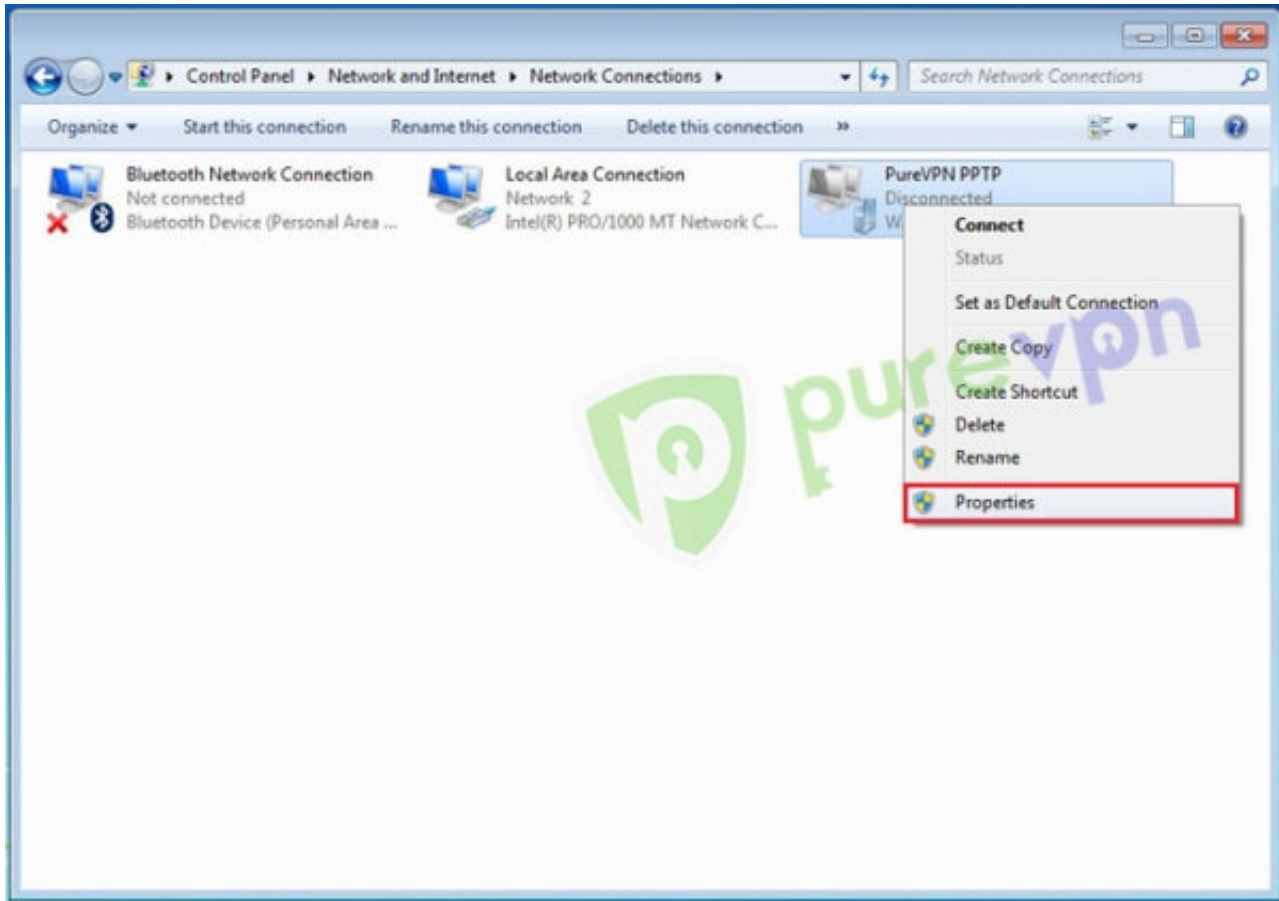 Control Panel ▸ Network and Internet ▸ Network Connections ▸
Search Network Connections
Organize
Start this connection
Rename this connection
Delete this connection
»
Bluetooth Network Connection
Not connected
Bluetooth Device (Personal Area ...
Local Area Connection
Network 2
Intel(R) PRO/1000 MT Network C...
PureVPN PPTP
Disconnected
Connect
Status
Set as Default Connection
Create Copy
Create Shortcut
Delete
Rename
Properties
purevpn